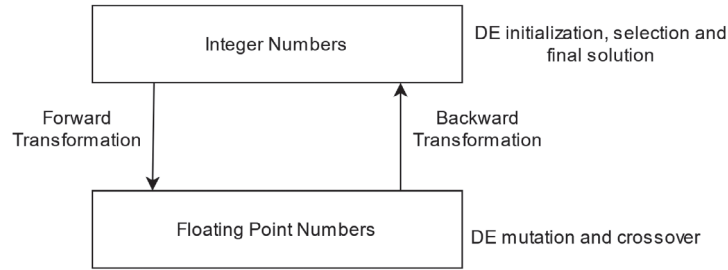 Integer Numbers
DE initialization, selection and
final solution
Forward
Transformation
Backward
Transformation
Floating Point Numbers
DE mutation and crossover